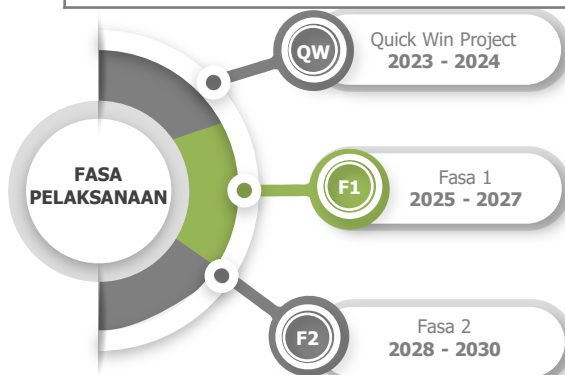 QW
Quick Win Project
2023 - 2024
FASA
PELAKSANAAN
F1
Fasa 1
2025 - 2027
F2
Fasa 2
2028 - 2030